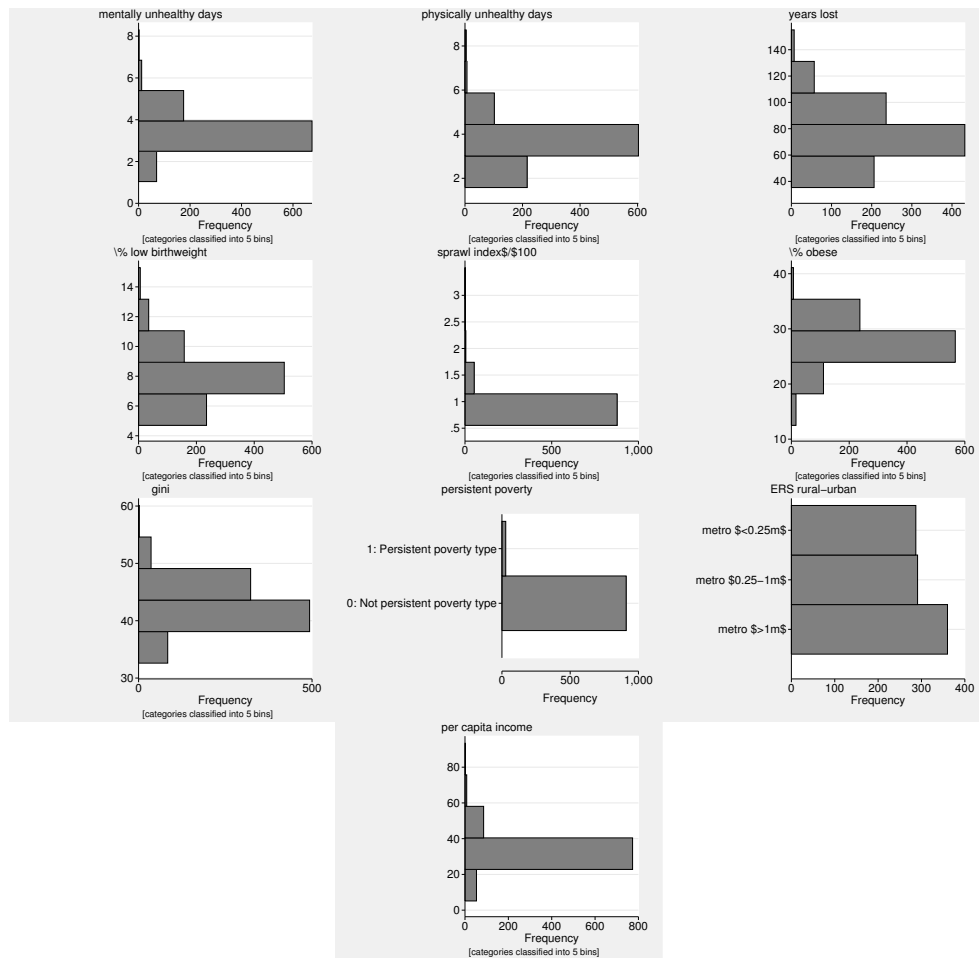 mentally unhealthy days
8
6
4
2
0
0 200 400 600
Frequency
[categories classified into 5 bins]
physically unhealthy days
8
6
4
2
0 200 400 600
Frequency
[categories classified into 5 bins]
years lost
140
120
100
80
60
40
0 100 200 300 400
Frequency
[categories classified into 5 bins]
\% low birthweight
14
12
10
8
6
4
0 200 400 600
Frequency
[categories classified into 5 bins]
sprawl index$/$100
3
2.5
2
1.5
1
.5
0 500 1,000
Frequency
[categories classified into 5 bins]
\% obese
40
30
20
10
0 200 400 600
Frequency
[categories classified into 5 bins]
gini
60
50
40
30
0 500
Frequency
[categories classified into 5 bins]
persistent poverty
1: Persistent poverty type
0: Not persistent poverty type
0 500 1,000
Frequency
ERS rural−urban
metro $<0.25m$
metro $0.25−1m$
metro $>1m$
0 100 200 300 400
Frequency
per capita income
80
60
40
20
0
0 200 400 600 800
Frequency
[categories classified into 5 bins]